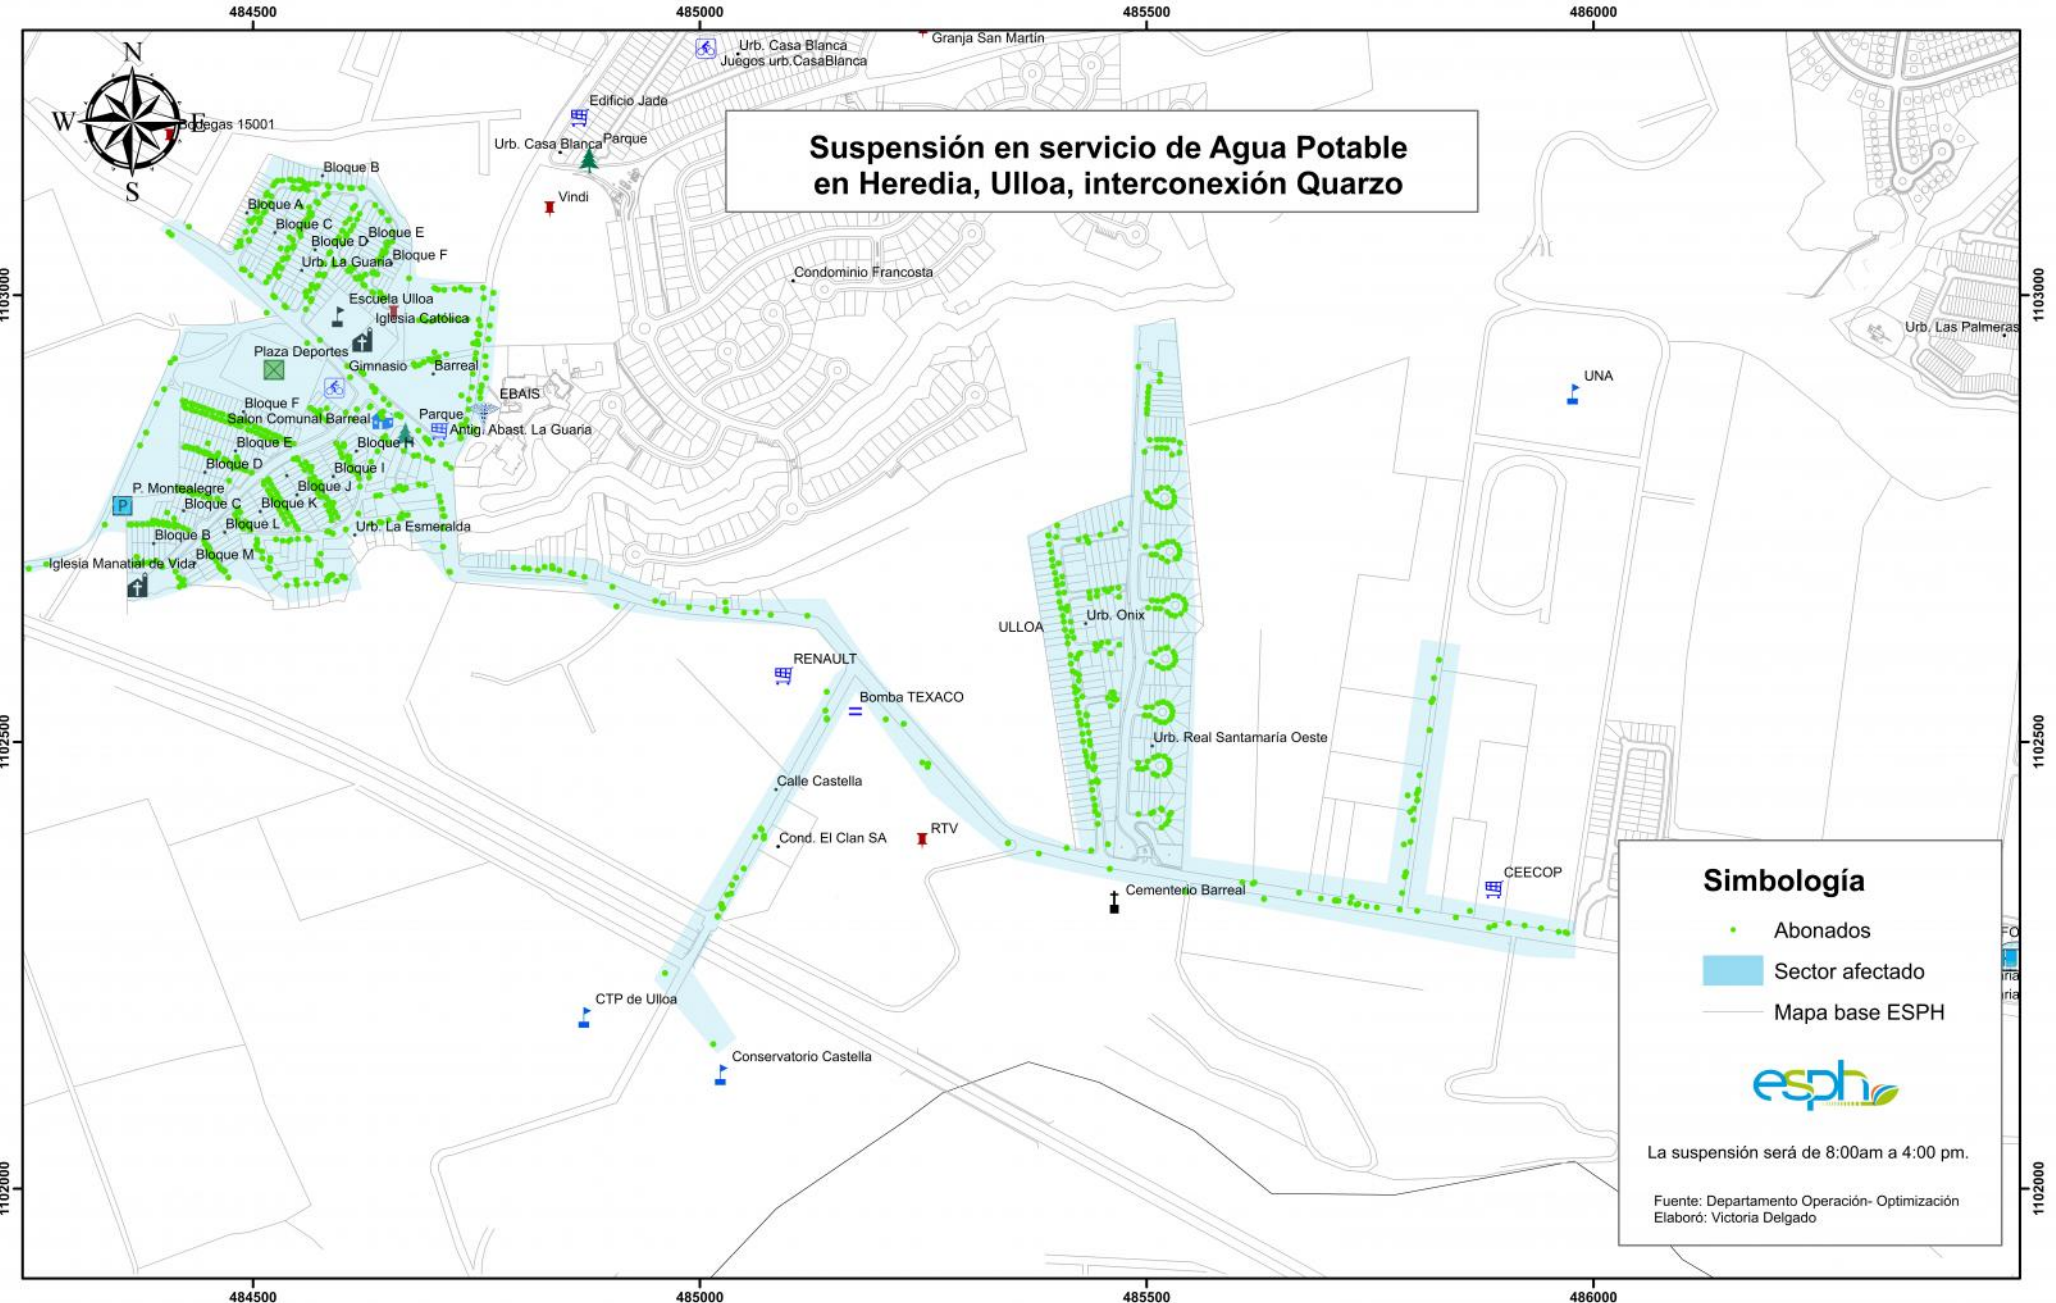 484500
485000
485500
486000
Granja San Martín
Urb. Casa Blanca
Juegos urb.CasaBlanca
N
W
E
S
Bodegas 15001
Edificio Jade
Urb. Casa Blanca
Parque
Vindi
Suspensión en servicio de Agua Potable
en Heredia, Ulloa, interconexión Quarzo
Bloque B
Bloque A
Bloque C
Bloque D
Bloque E
Bloque F
Urb. La Guaria
Condominio Francosta
1103000
1103000
Escuela Ulloa
Iglesia Católica
Urb. Las Palmeras
Plaza Deportes
Gimnasio
Barreal
UNA
EBAIS
Bloque F
Salon Comunal Barreal
Parque
Antig. Abast. La Guaria
Bloque E
Bloque H
Bloque D
Bloque I
P. Montealegre
Bloque J
P
Bloque C
Bloque K
Bloque L
Urb. La Esmeralda
Bloque B
Bloque M
Iglesia Manatial de Vida
ULLOA
Urb. Onix
RENAULT
Bomba TEXACO
Urb. Real Santamaría Oeste
1102500
1102500
Calle Castella
RTV
Cond. El Clan SA
CEECOP
Cementerio Barreal
CTP de Ulloa
Conservatorio Castella
Simbología
Abonados
Sector afectado
Mapa base ESPH
FO
ria
ria
esph
La suspensión será de 8:00am a 4:00 pm.
Fuente: Departamento Operación- Optimización
Elaboró: Victoria Delgado
1102000
1102000
484500
485000
485500
486000